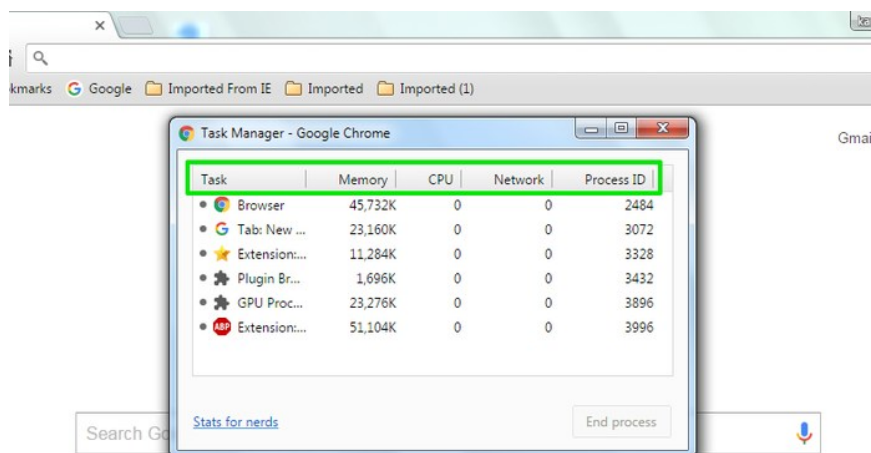 Google Imported From IE Imported Imported (1)
Task Manager - Google Chrome
Gmai
Task Memory CPU Network Process ID
Browser 45,732K 0 0 2484
Tab: New ... 23,160K 0 0 3072
Extension:... 11,284K 0 0 3328
Plugin Br... 1,696K 0 0 3432
GPU Proc... 23,276K 0 0 3896
ABP Extension:... 51,104K 0 0 3996
Stats for nerds End process
Search Go